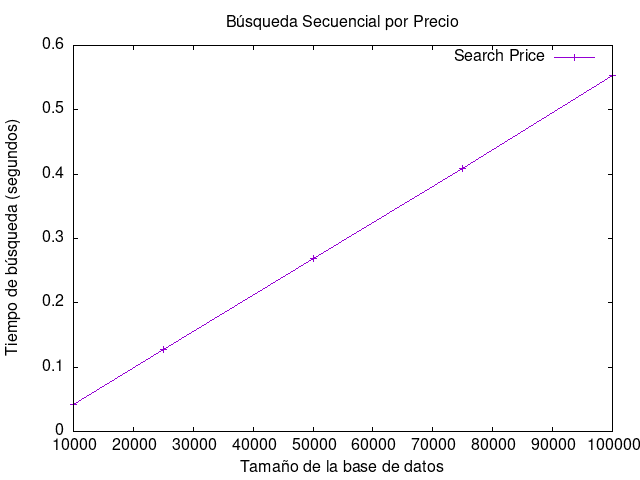 Búsqueda Secuencial por Precio
Search Price
Tiempo de búsqueda (segundos)
0.6
0.5
0.4
0.3
0.2
0.1
0
10000 20000 30000 40000 50000 60000 70000 80000 90000 100000
Tamaño de la base de datos